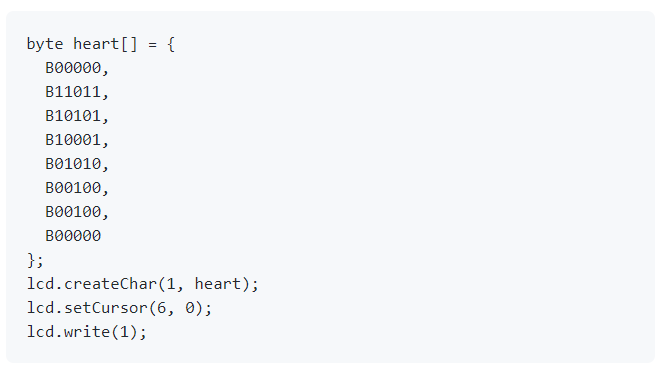 byte heart[] = {
  B00000,
  B11011,
  B10101,
  B10001,
  B01010,
  B00100,
  B00100,
  B00000
};
lcd.createChar(1, heart);
lcd.setCursor(6, 0);
lcd.write(1);